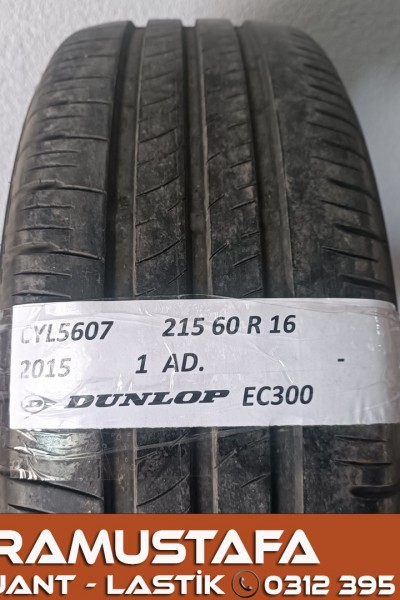 CYL5607 215 60 R 16
2015 1 AD. -
DUNLOP EC300
RAMUSTAFA
JANT - LASTİK 0312 395